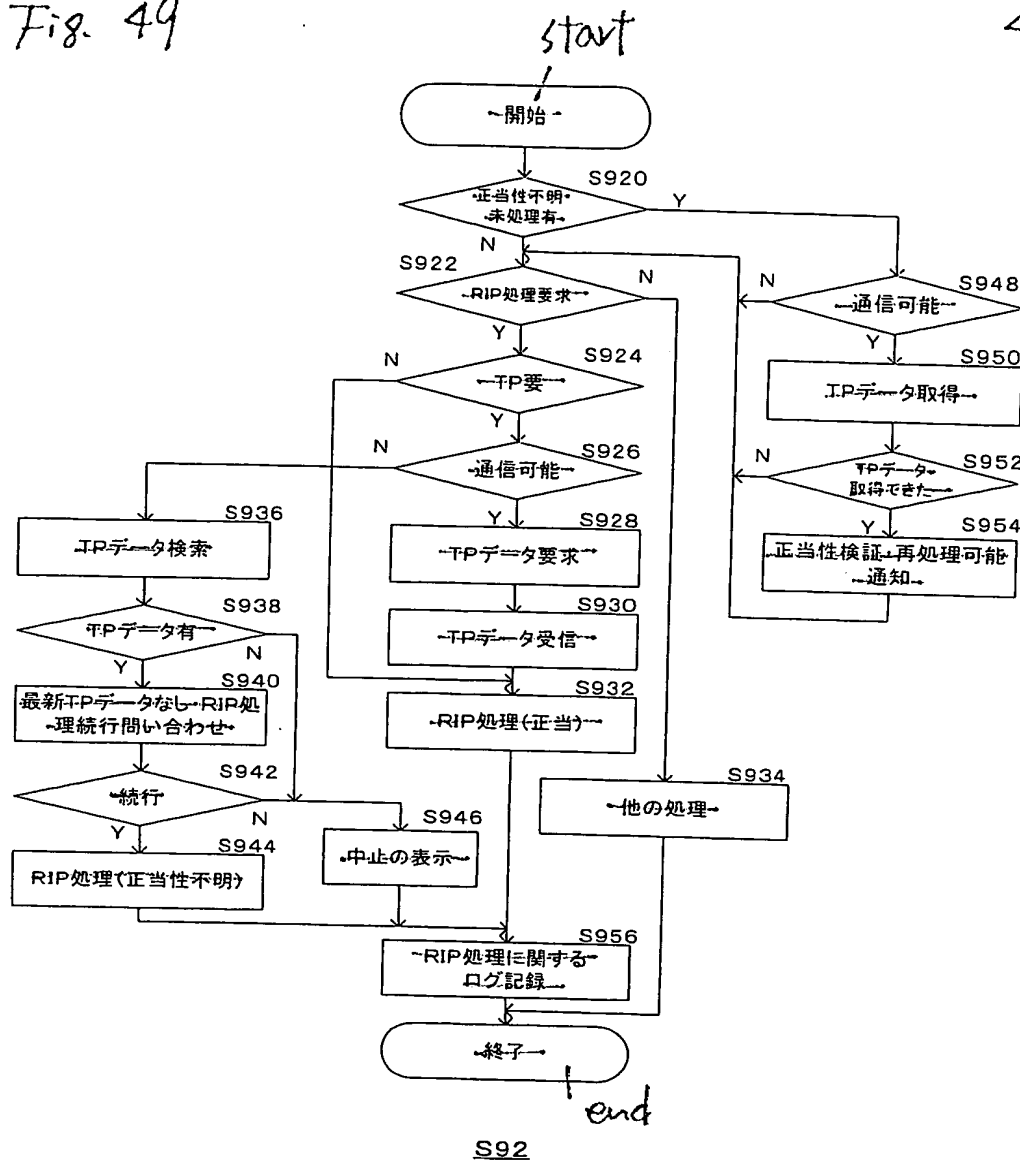 Fig. 49
start
開始
S920
正当性不明
未処理有
Y
N
S922
RIP処理要求
N
Y
S948
通信可能
N
Y
S924
TP要
N
Y
S950
TPデータ取得
S926
通信可能
N
Y
S952
TPデータ
取得できた
N
Y
S936
TPデータ検索
S928
TPデータ要求
S954
正当性検証・再処理可能
通知
S938
TPデータ有
Y
N
S930
TPデータ受信
S940
最新TPデータなし・RIP処
理続行問い合わせ
S932
RIP処理(正当)
S942
続行
Y
N
S934
他の処理
S944
RIP処理(正当性不明)
S946
中止の表示
S956
RIP処理に関する
ログ記録
終了
end
S92